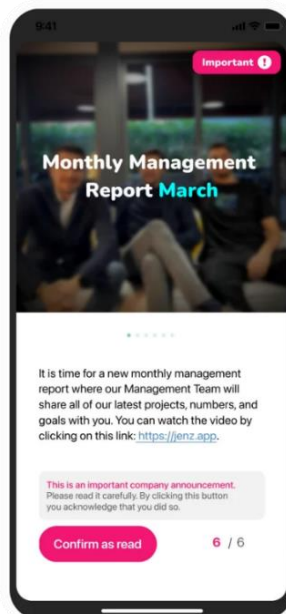 9:41
Important !
Monthly Management
Report March
It is time for a new monthly management
report where our Management Team will
share all of our latest projects, numbers, and
goals with you. You can watch the video by
clicking on this link: https://jenz.app.
This is an important company announcement.
Please read it carefully. By clicking this button
you acknowledge that you did so.
Confirm as read
6 / 6